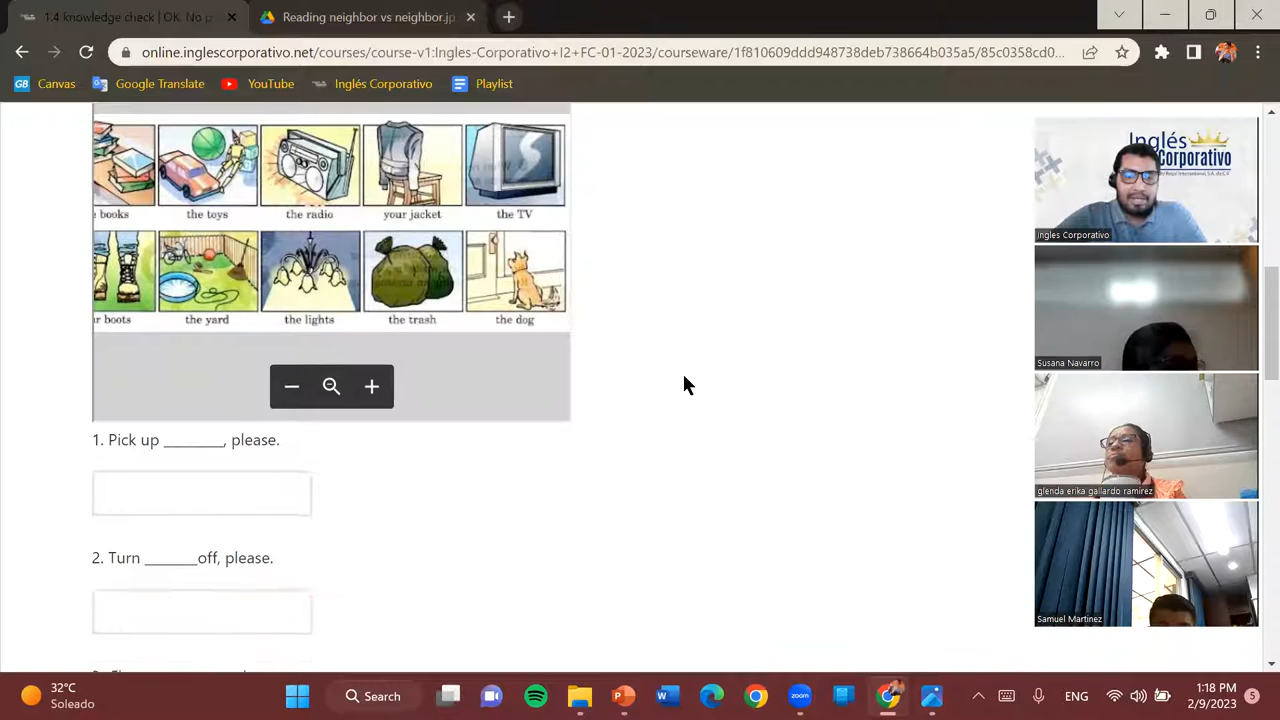 1.4 knowledge check | OK. No p
Reading neighbor vs neighbor.jp
online.inglescorporativo.net/courses/course-v1:Ingles-Corporativo+I2+FC-01-2023/courseware/1f810609ddd948738deb738664b035a5/85c0358cd0...
GB Canvas Google Translate YouTube Inglés Corporativo Playlist
books the toys the radio your jacket the TV
r boots the yard the lights the trash the dog
1. Pick up ________, please.
2. Turn _______off, please.
Inglés
Corporativo
Ingles Corporativo
Susana Navarro
glenda erika gallardo ramirez
Samuel Martinez
32°C
Soleado
Search
zoom
ENG
1:18 PM
2/9/2023
5